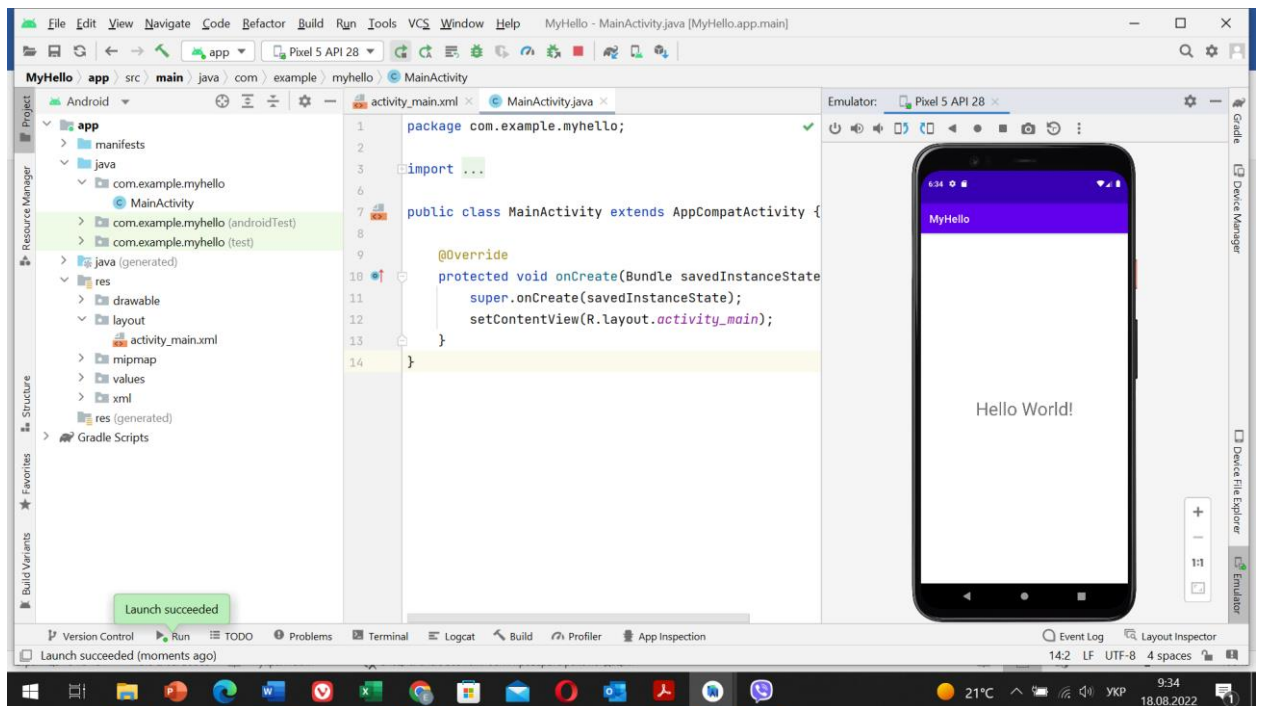 File Edit View Navigate Code Refactor Build Run Tools VCS Window Help MyHello - MainActivity.java [MyHello.app.main]
app Pixel 5 API 28
MyHello app src main java com example myhello MainActivity
Project
Resource Manager
Structure
Favorites
Build Variants
Android
app
manifests
java
com.example.myhello
MainActivity
com.example.myhello (androidTest)
com.example.myhello (test)
java (generated)
res
drawable
layout
activity_main.xml
mipmap
values
xml
res (generated)
Gradle Scripts
activity_main.xml MainActivity.java
1 package com.example.myhello;
2
3 import ...
6
7 public class MainActivity extends AppCompatActivity {
8
9 @Override
10 protected void onCreate(Bundle savedInstanceState
11 super.onCreate(savedInstanceState);
12 setContentView(R.layout.activity_main);
13 }
14 }
Emulator: Pixel 5 API 28
6:34
MyHello
Hello World!
1:1
Gradle
Device Manager
Device File Explorer
Emulator
Launch succeeded
Version Control Run TODO Problems Terminal Logcat Build Profiler App Inspection Event Log Layout Inspector
Launch succeeded (moments ago) 14:2 LF UTF-8 4 spaces
21°C УКР 9:34
18.08.2022